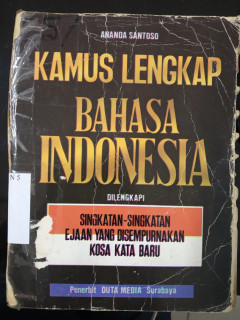 ANANDA SANTOSO
KAMUS LENGKAP
BAHASA
INDONESIA
DILENGKAPI
SINGKATAN-SINGKATAN
EJAAN YANG DISEMPURNAKAN
KOSA KATA BARU
N S
Penerbit DUTA MEDIA Surabaya